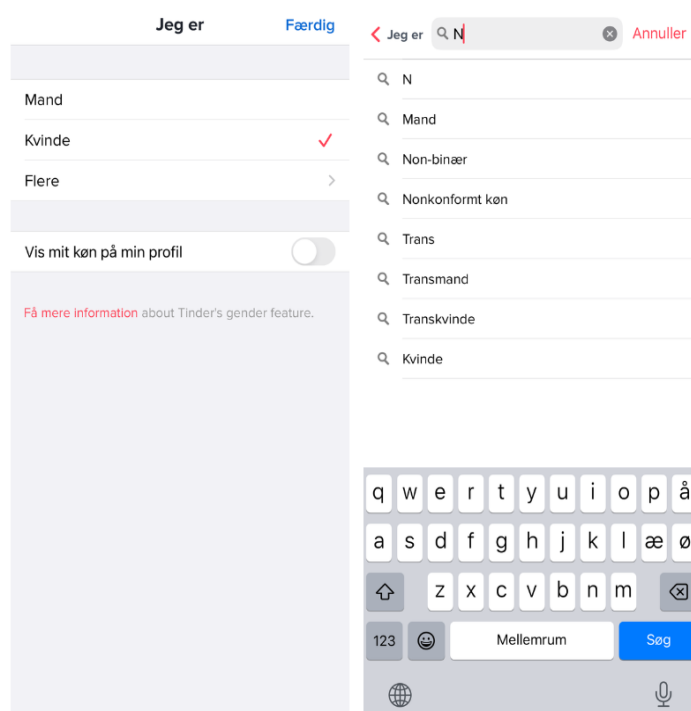 Jeg er
Færdig
Mand
Kvinde
Flere
Vis mit køn på min profil
Få mere information about Tinder's gender feature.
Jeg er
N
Annuller
N
Mand
Non-binær
Nonkonformt køn
Trans
Transmand
Transkvinde
Kvinde
q w e r t y u i o p å
a s d f g h j k l æ ø
z x c v b n m
123 Mellemrum Søg